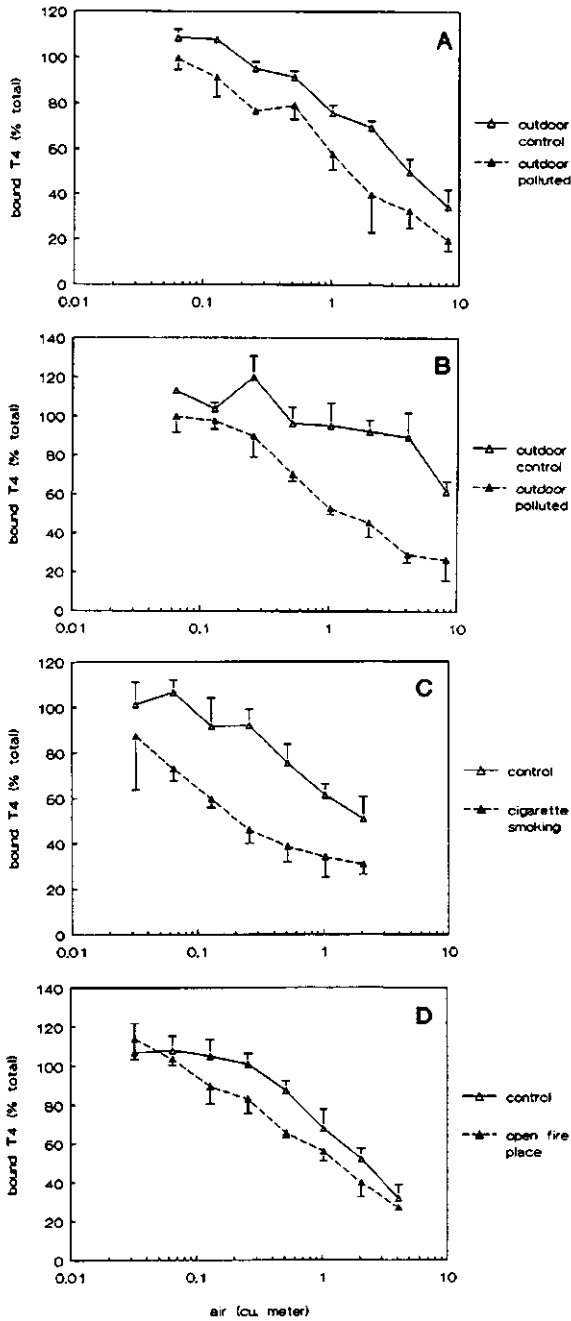 120
100
80
60
40
20
0
bound T4 (% total)
A
outdoor
control
outdoor
polluted
0.01
0.1
1
10
140
120
100
80
60
40
20
0
bound T4 (% total)
B
outdoor
control
outdoor
polluted
0.01
0.1
1
10
120
100
80
60
40
20
0
bound T4 (% total)
C
control
cigarette
smoking
0.01
0.1
1
10
140
120
100
80
60
40
20
0
bound T4 (% total)
D
control
open fire
place
0.01
0.1
1
10
air (cu. meter)